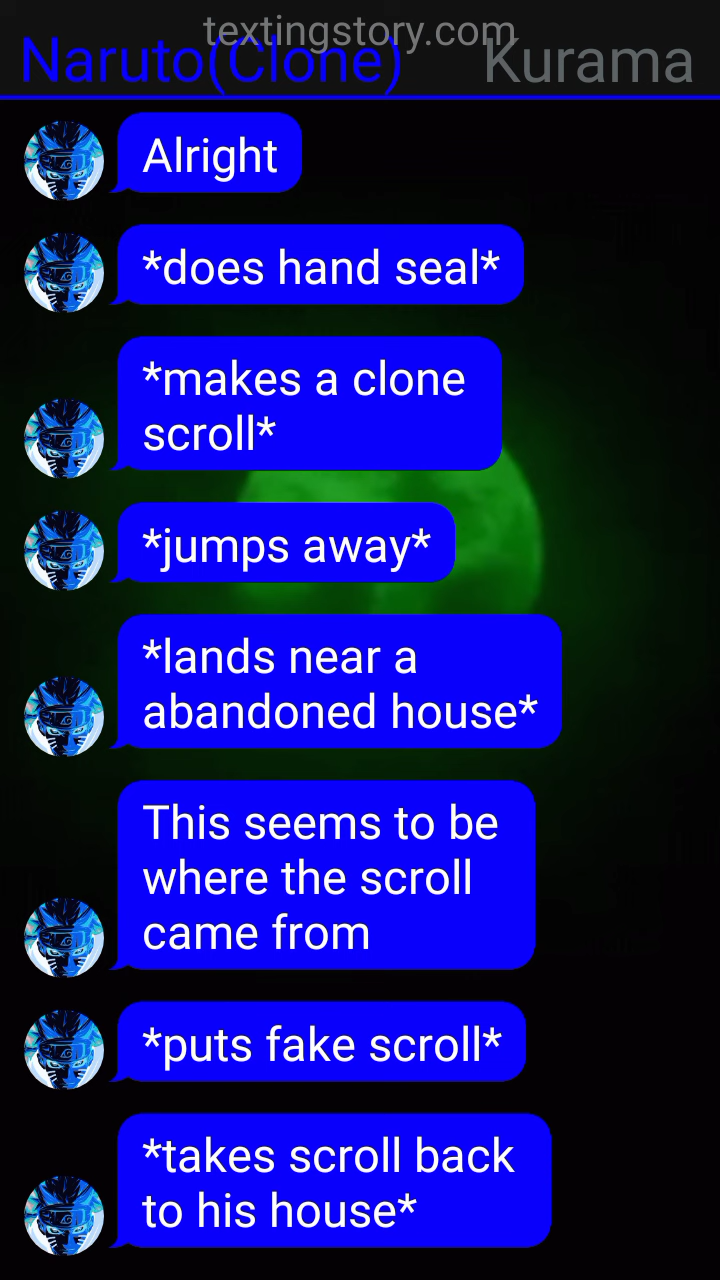 textingstory.com
Naruto(Clone) Kurama
Alright
*does hand seal*
*makes a clone
scroll*
*jumps away*
*lands near a
abandoned house*
This seems to be
where the scroll
came from
*puts fake scroll*
*takes scroll back
to his house*